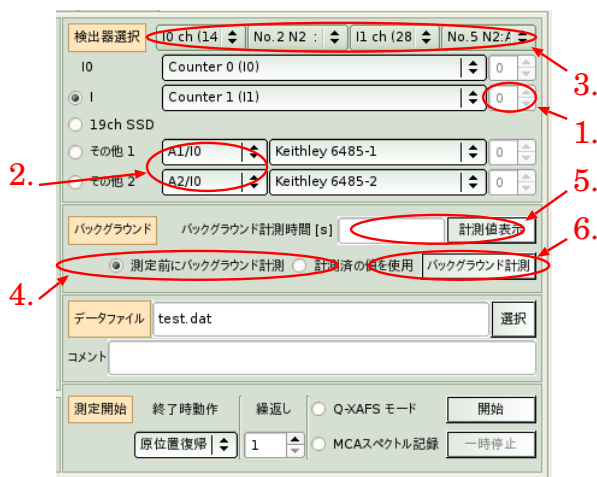 検出器選択 I0 ch (14 No.2 N2 : I1 ch (28 No.5 N2:A
3.
I0 Counter 0 (I0) 0
I Counter 1 (I1) 0
1.
19ch SSD
その他 1 A1/I0 Keithley 6485-1 0
2.
その他 2 A2/I0 Keithley 6485-2 0
5.
バックグラウンド バックグラウンド計測時間 [s] 計測値表示
6.
測定前にバックグラウンド計測 計測済の値を使用 バックグラウンド計測
4.
データファイル test.dat 選択
コメント
測定開始 終了時動作 繰返し Q-XAFS モード 開始
原位置復帰 1 MCAスペクトル記録 一時停止